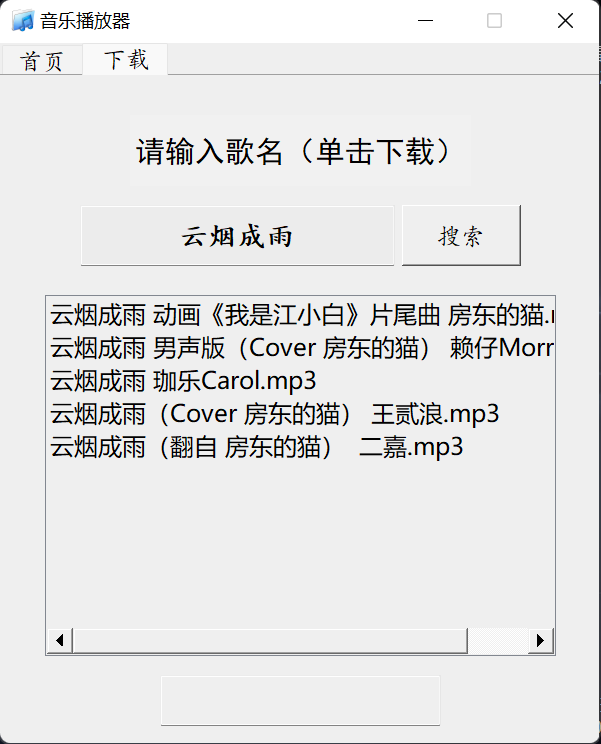 音乐播放器
首页 下载
请输入歌名（单击下载）
云烟成雨 搜索
云烟成雨 动画《我是江小白》片尾曲 房东的猫.
云烟成雨 男声版（Cover 房东的猫） 赖仔Morr
云烟成雨 珈乐Carol.mp3
云烟成雨（Cover 房东的猫） 王贰浪.mp3
云烟成雨（翻自 房东的猫） 二嘉.mp3